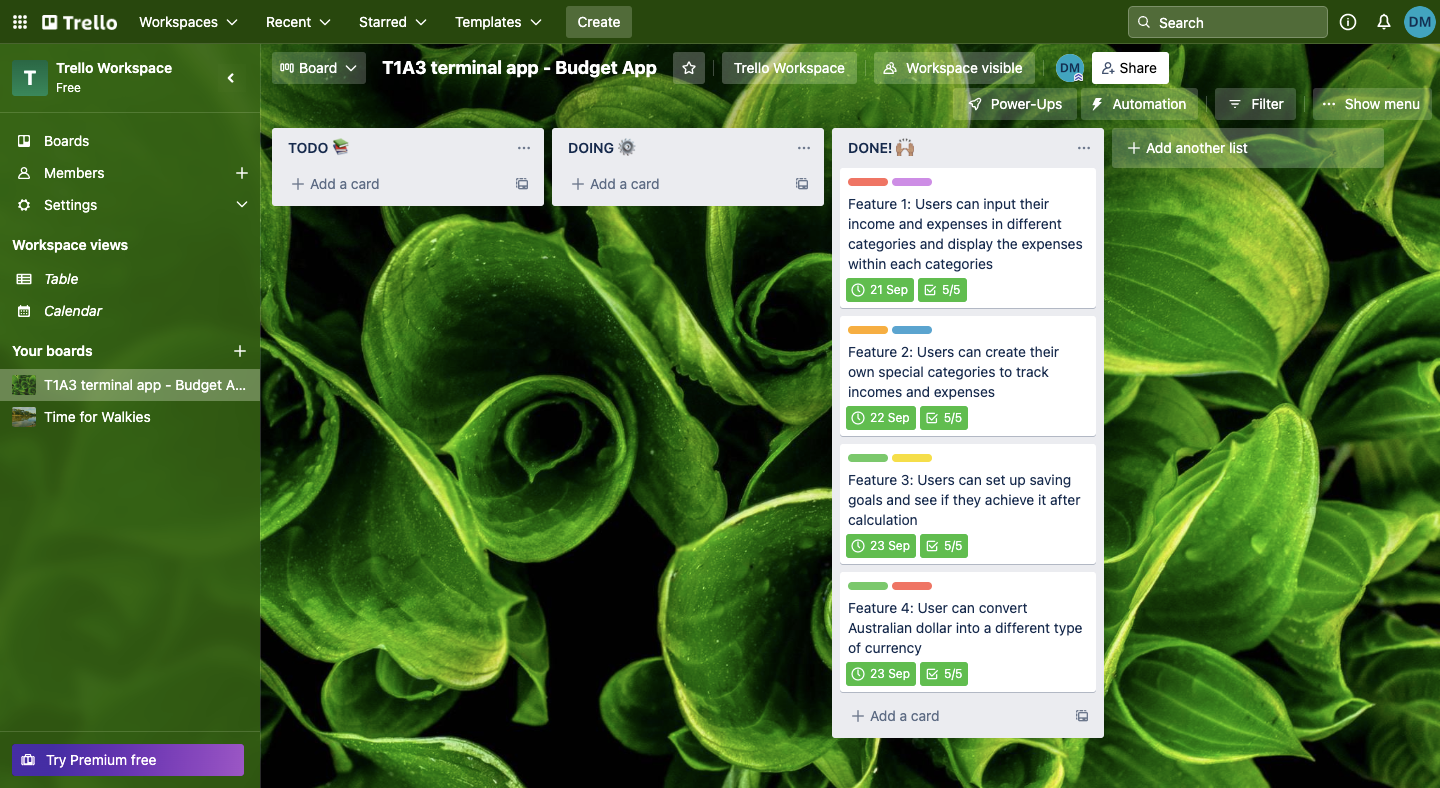 Trello
Workspaces
Recent
Starred
Templates
Create
Search
DM
T
Trello Workspace
Free
Boards
Members
Settings
Workspace views
Table
Calendar
Your boards
T1A3 terminal app - Budget A...
Time for Walkies
Try Premium free
Board
T1A3 terminal app - Budget App
Trello Workspace
Workspace visible
DM
Share
Power-Ups
Automation
Filter
Show menu
TODO 📚
Add a card
DOING ⚙️
Add a card
DONE! 🙌🏽
Feature 1: Users can input their
income and expenses in different
categories and display the expenses
within each categories
21 Sep 5/5
Feature 2: Users can create their
own special categories to track
incomes and expenses
22 Sep 5/5
Feature 3: Users can set up saving
goals and see if they achieve it after
calculation
23 Sep 5/5
Feature 4: User can convert
Australian dollar into a different type
of currency
23 Sep 5/5
Add a card
Add another list